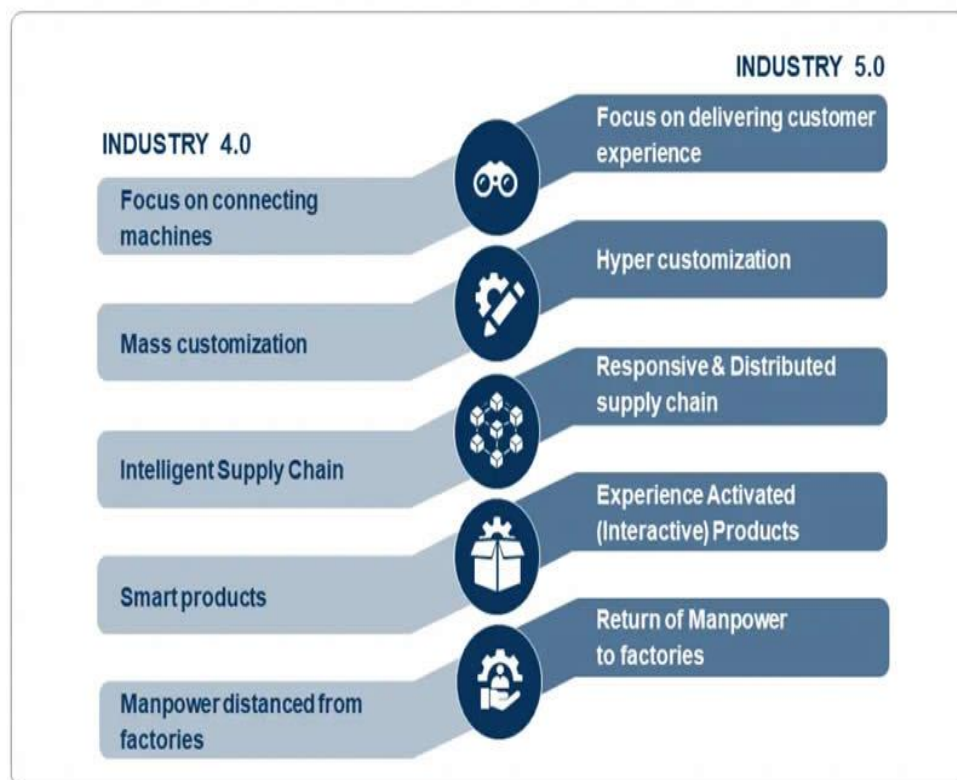 INDUSTRY 4.0
Focus on connecting
machines
Mass customization
Intelligent Supply Chain
Smart products
Manpower distanced from
factories
INDUSTRY 5.0
Focus on delivering customer
experience
Hyper customization
Responsive & Distributed
supply chain
Experience Activated
(Interactive) Products
Return of Manpower
to factories